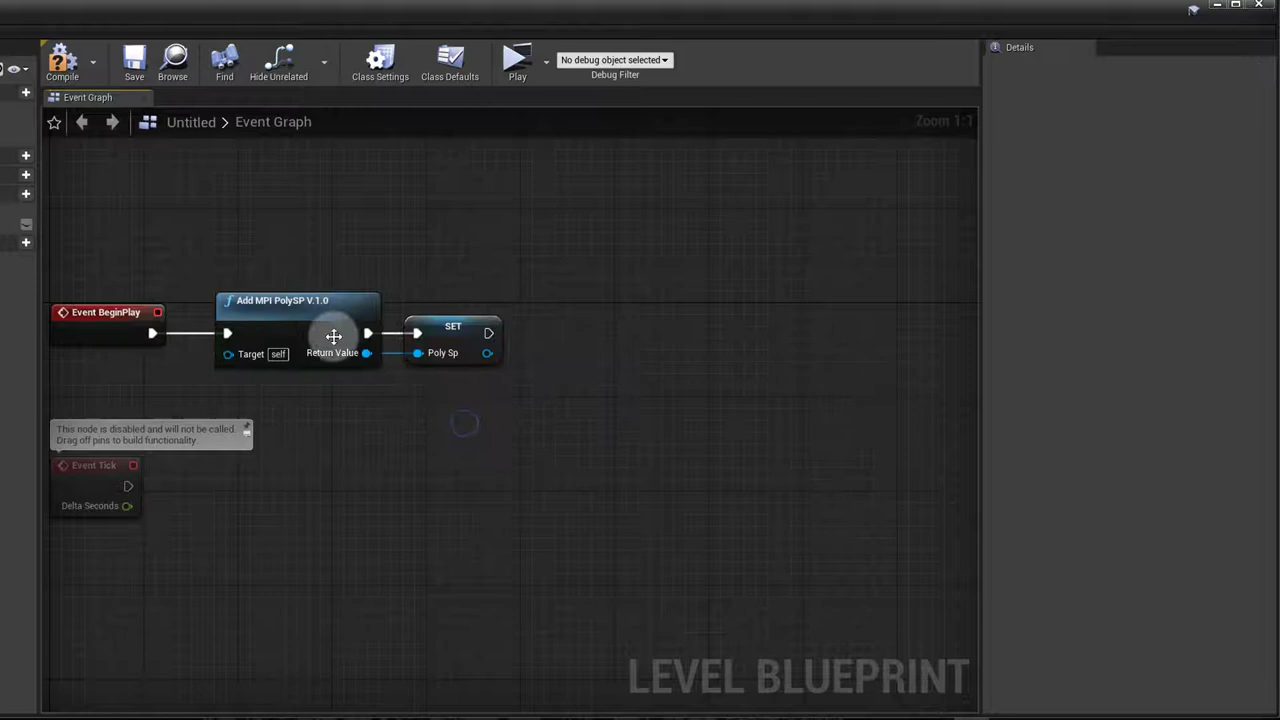 Details
Compile
Save
Browse
Find
Hide Unrelated
Class Settings
Class Defaults
Play
No debug object selected
Debug Filter
Event Graph
Untitled > Event Graph
Zoom 1:1
Event BeginPlay
f Add MPI PolySP V.1.0
Target self
Return Value
SET
Poly Sp
This node is disabled and will not be called.
Drag off pins to build functionality.
Event Tick
Delta Seconds
LEVEL BLUEPRINT